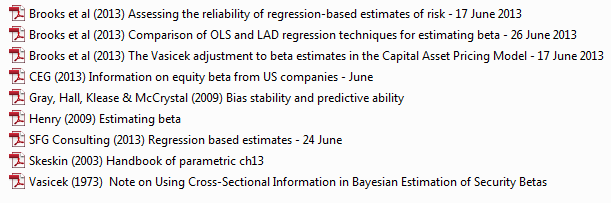 Brooks et al (2013) Assessing the reliability of regression-based estimates of risk - 17 June 2013
Brooks et al (2013) Comparison of OLS and LAD regression techniques for estimating beta - 26 June 2013
Brooks et al (2013) The Vasicek adjustment to beta estimates in the Capital Asset Pricing Model - 17 June 2013
CEG (2013) Information on equity beta from US companies - June
Gray, Hall, Klease & McCrystal (2009) Bias stability and predictive ability
Henry (2009) Estimating beta
SFG Consulting (2013) Regression based estimates - 24 June
Skeskin (2003) Handbook of parametric ch13
Vasicek (1973)  Note on Using Cross-Sectional Information in Bayesian Estimation of Security Betas